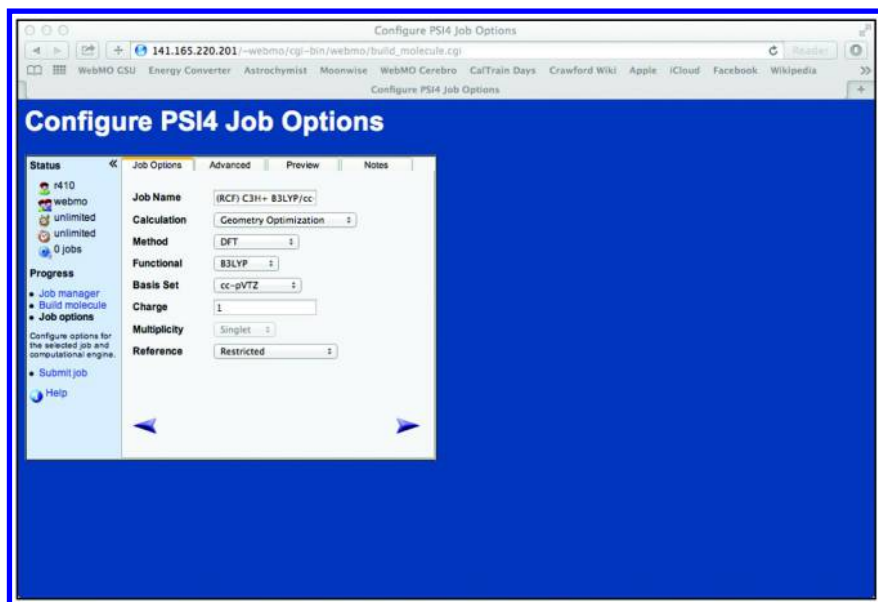 Configure PSI4 Job Options
141.165.220.201/~webmo/cgi-bin/webmo/build_molecule.cgi
Reader
WebMO CSU Energy Converter Astrochymist Moonwise WebMO Cerebro CalTrain Days Crawford Wiki Apple iCloud Facebook Wikipedia
Configure PSI4 Job Options
Configure PSI4 Job Options
Status « Job Options Advanced Preview Notes
r410
webmo
unlimited
unlimited
0 jobs
Progress
Job manager
Build molecule
Job options
Configure options for
the selected job and
computational engine.
Submit job
Help
Job Name (RCF) C3H+ B3LYP/cc-
Calculation Geometry Optimization
Method DFT
Functional B3LYP
Basis Set cc-pVTZ
Charge 1
Multiplicity Singlet
Reference Restricted